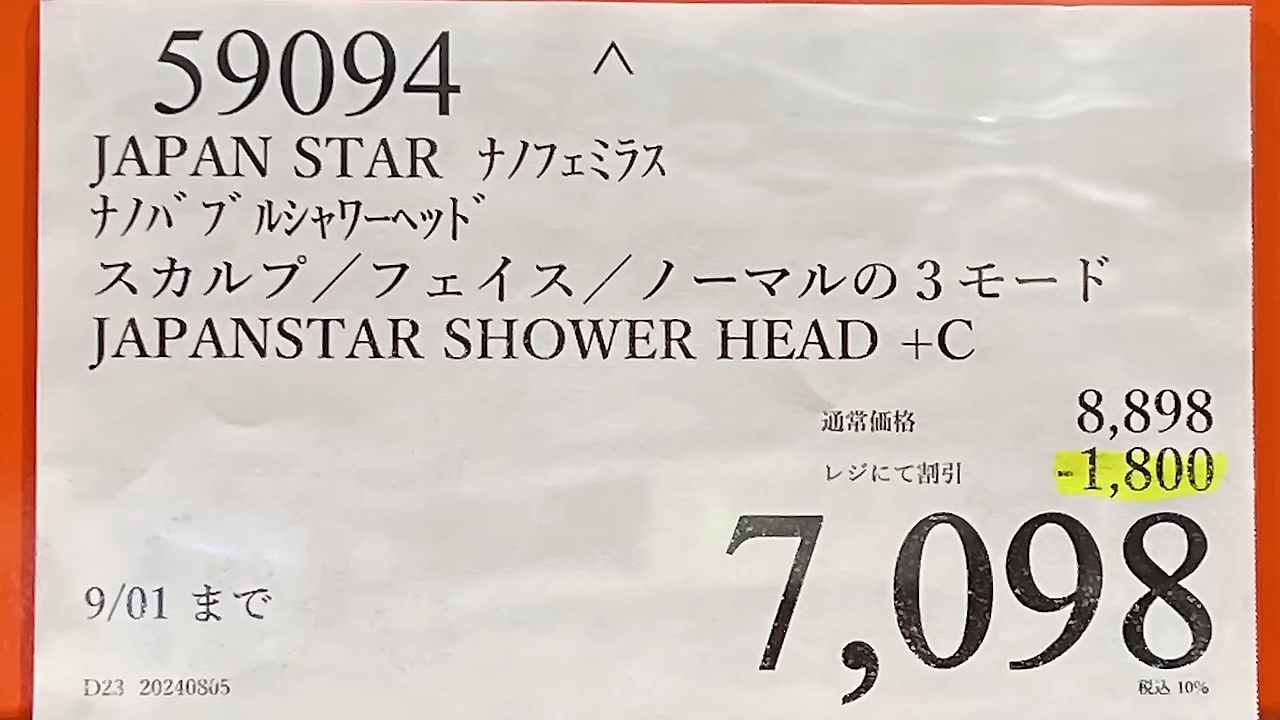 59094 ^
JAPAN STAR ﾅﾉﾌｪﾐﾗｽ
ﾅﾉﾊﾞﾌﾞﾙｼｬﾜｰﾍｯﾄﾞ
スカルプ／フェイス／ノーマルの3モード
JAPANSTAR SHOWER HEAD +C
通常価格 8,898
レジにて割引 -1,800
7,098
9/01 まで
D23 20240805 税込 10%